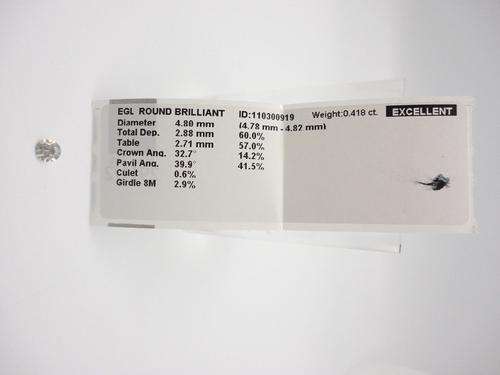 EGL ROUND BRILLIANT ID:110300919 Weight:0.418 ct. EXCELLENT
Diameter 4.80 mm (4.78 mm - 4.82 mm)
Total Dep. 2.88 mm 60.0%
Table 2.71 mm 57.0%
Crown Ang. 32.7° 14.2%
Pavil Ang. 39.9° 41.5%
Culet 0.6%
Girdle 8M 2.9%